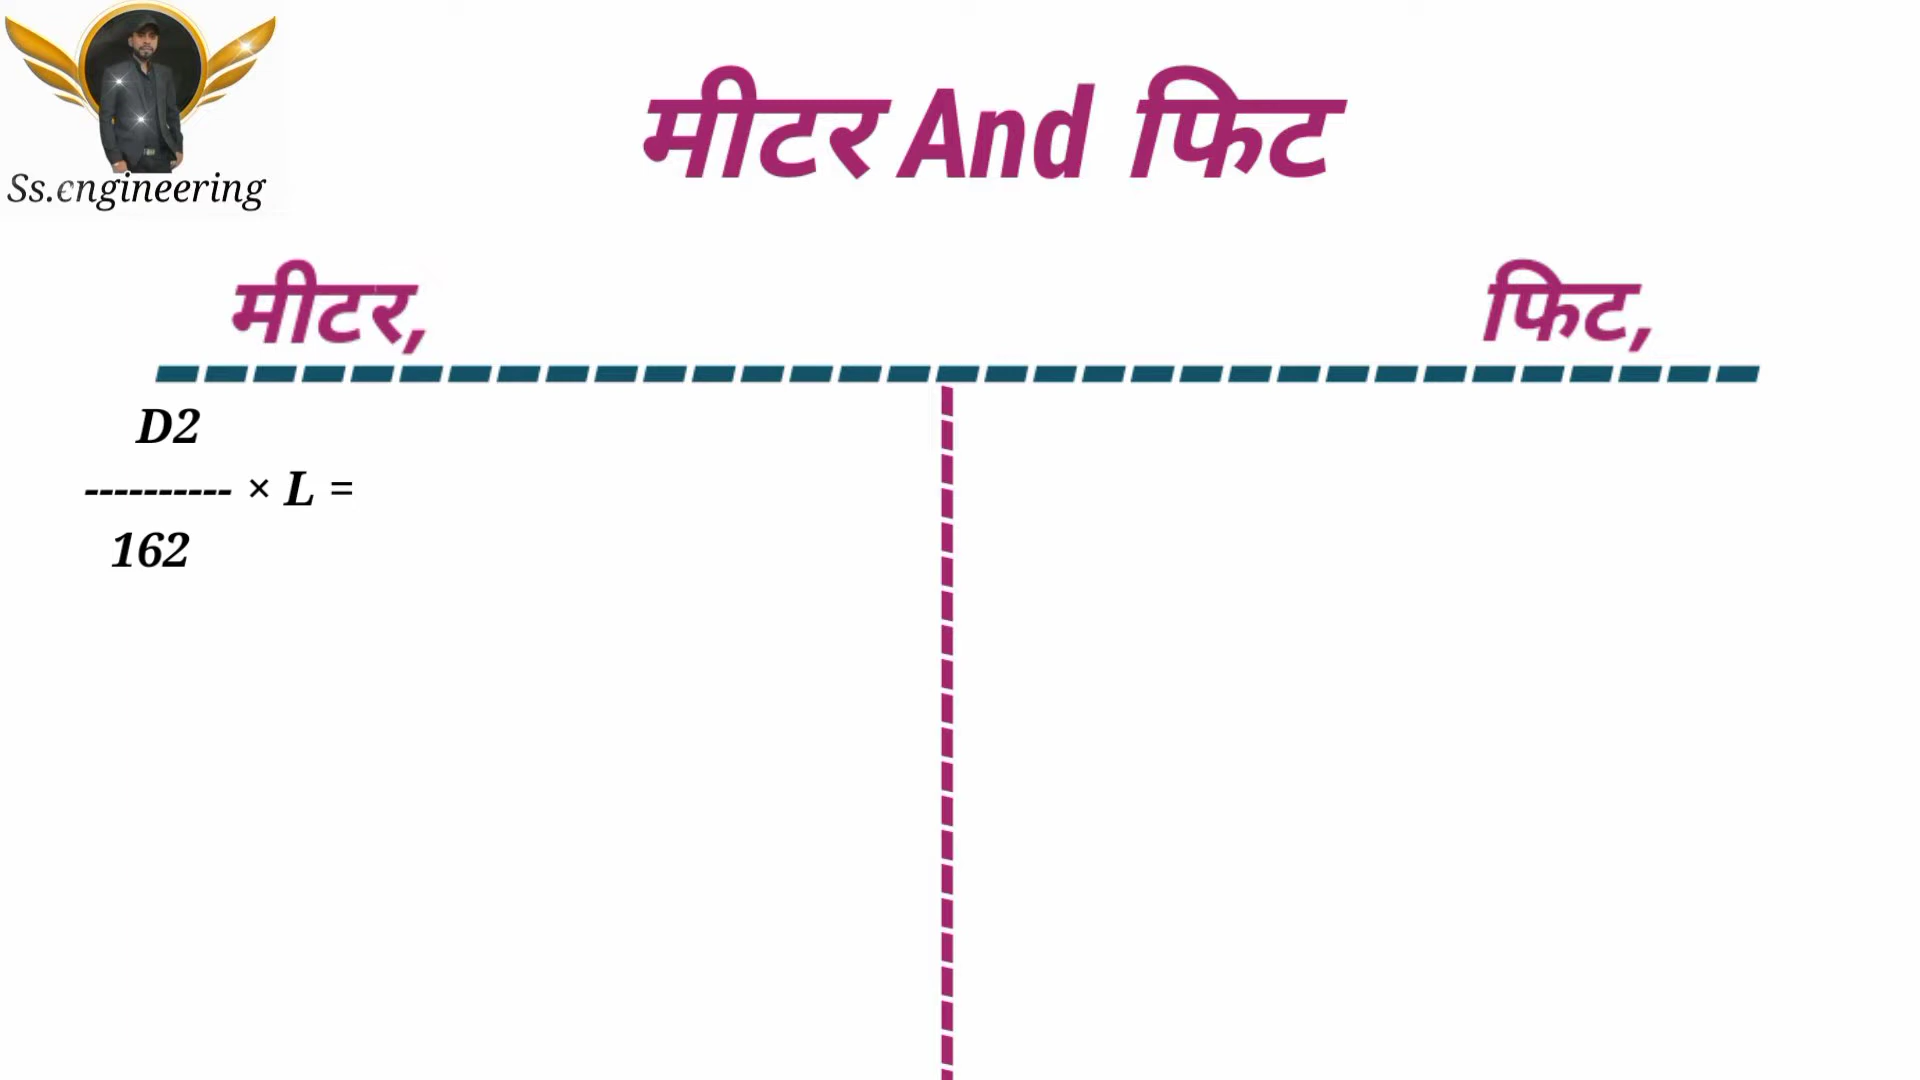 Ss.engineering
मीटर And फिट
मीटर,
फिट,
D2
---------- × L =
162